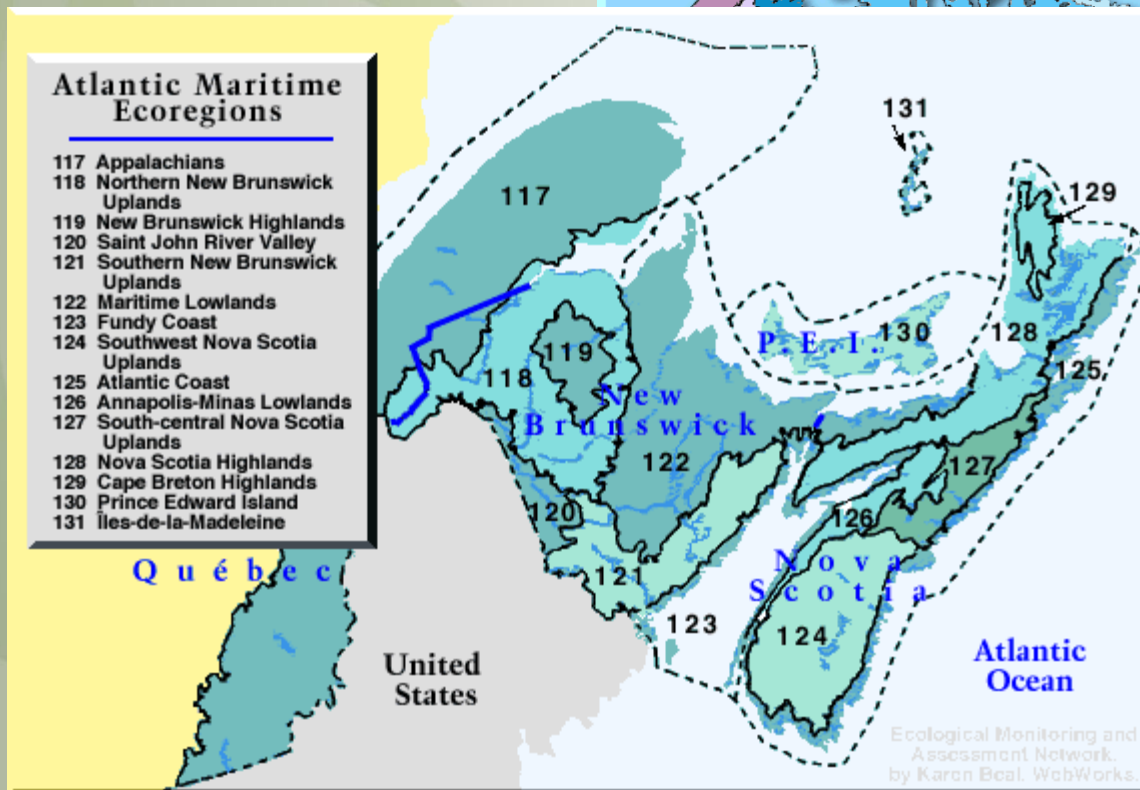 Atlantic Maritime
Ecoregions
117 Appalachians
118 Northern New Brunswick
Uplands
119 New Brunswick Highlands
120 Saint John River Valley
121 Southern New Brunswick
Uplands
122 Maritime Lowlands
123 Fundy Coast
124 Southwest Nova Scotia
Uplands
125 Atlantic Coast
126 Annapolis-Minas Lowlands
127 South-central Nova Scotia
Uplands
128 Nova Scotia Highlands
129 Cape Breton Highlands
130 Prince Edward Island
131 Îles-de-la-Madeleine
131
117
129
130
P.E.I.
128
119
118
125
New
Brunswick
122
127
120
126
Québec
121
Nova
Scotia
123
124
United
States
Atlantic
Ocean
Ecological Monitoring and
Assessment Network.
by Karen Beal. WebWorks.